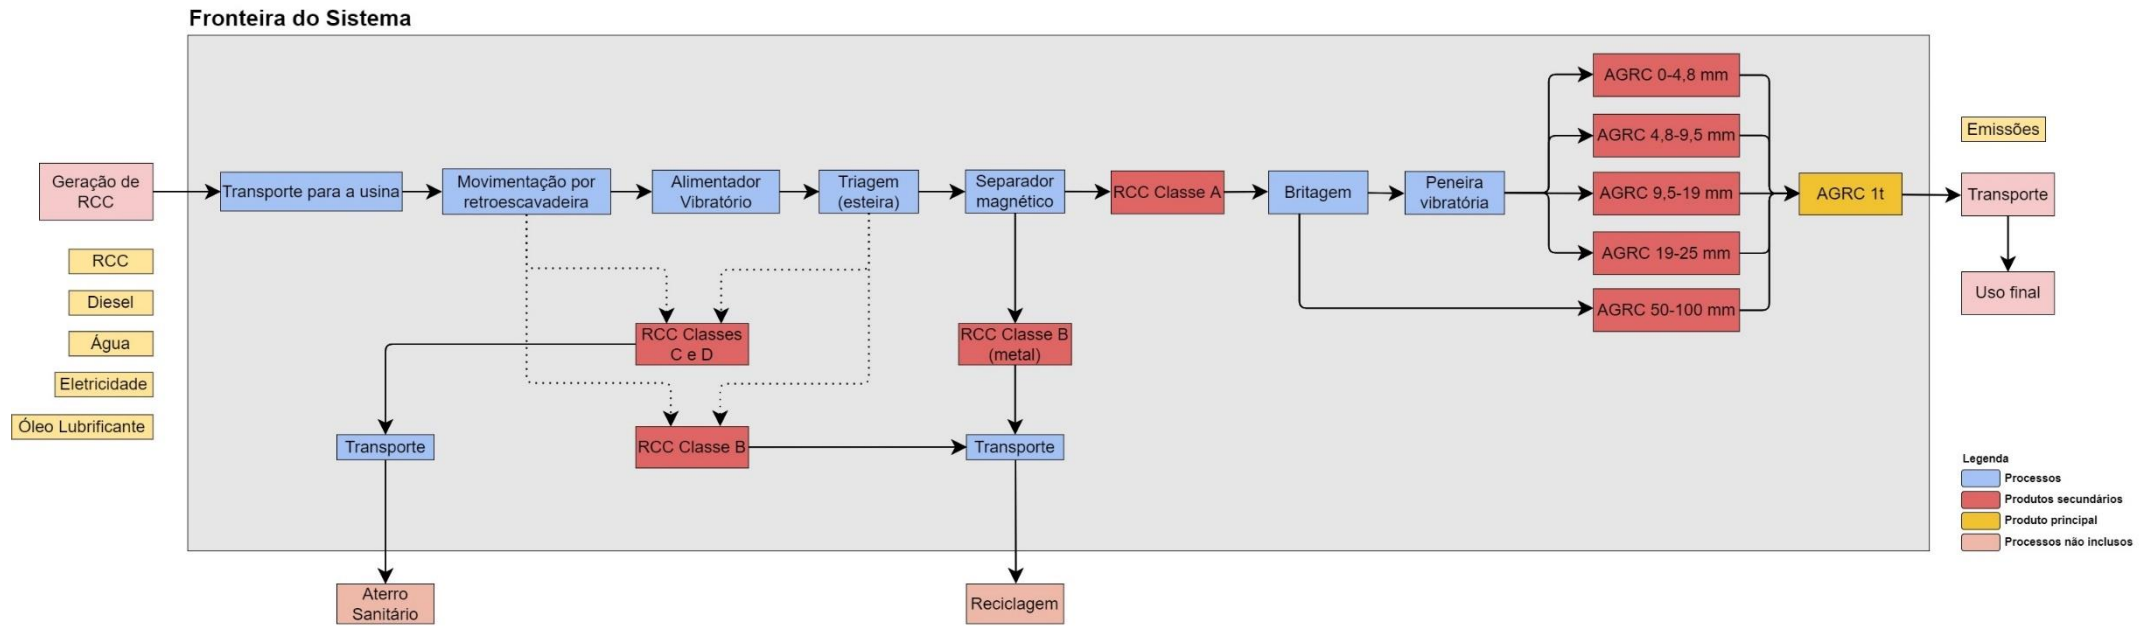 Fronteira do Sistema
Geração de
RCC
RCC
Diesel
Água
Eletricidade
Óleo Lubrificante
Transporte para a usina
Movimentação por
retroescavadeira
Alimentador
Vibratório
Triagem
(esteira)
Separador
magnético
RCC Classe A
Britagem
Peneira
vibratória
AGRC 0-4,8 mm
AGRC 4,8-9,5 mm
AGRC 9,5-19 mm
AGRC 19-25 mm
AGRC 50-100 mm
AGRC 1t
Emissões
Transporte
Uso final
RCC Classes
C e D
RCC Classe B
(metal)
Transporte
RCC Classe B
Transporte
Aterro
Sanitário
Reciclagem
Legenda
Processos
Produtos secundários
Produto principal
Processos não inclusos